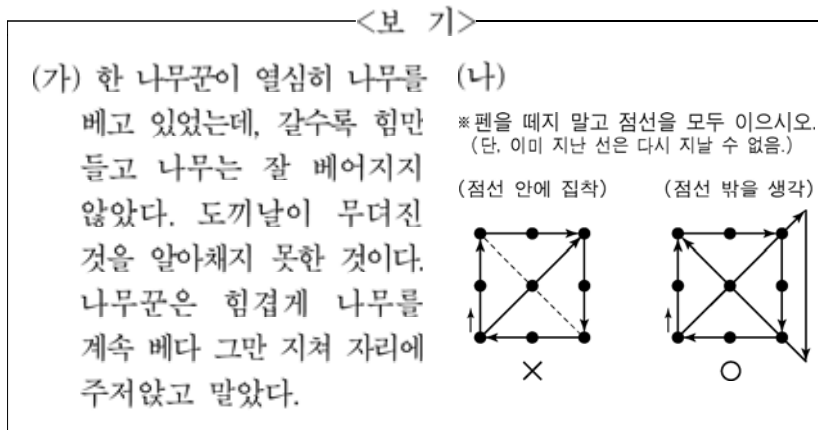 <보 기>
(가) 한 나무꾼이 열심히 나무를
베고 있었는데, 갈수록 힘만
들고 나무는 잘 베어지지
않았다. 도끼날이 무뎌진
것을 알아채지 못한 것이다.
나무꾼은 힘겹게 나무를
계속 베다 그만 지쳐 자리에
주저앉고 말았다.
(나)
※펜을 떼지 말고 점선을 모두 이으시오.
(단, 이미 지난 선은 다시 지날 수 없음.)
(점선 안에 집착)
(점선 밖을 생각)